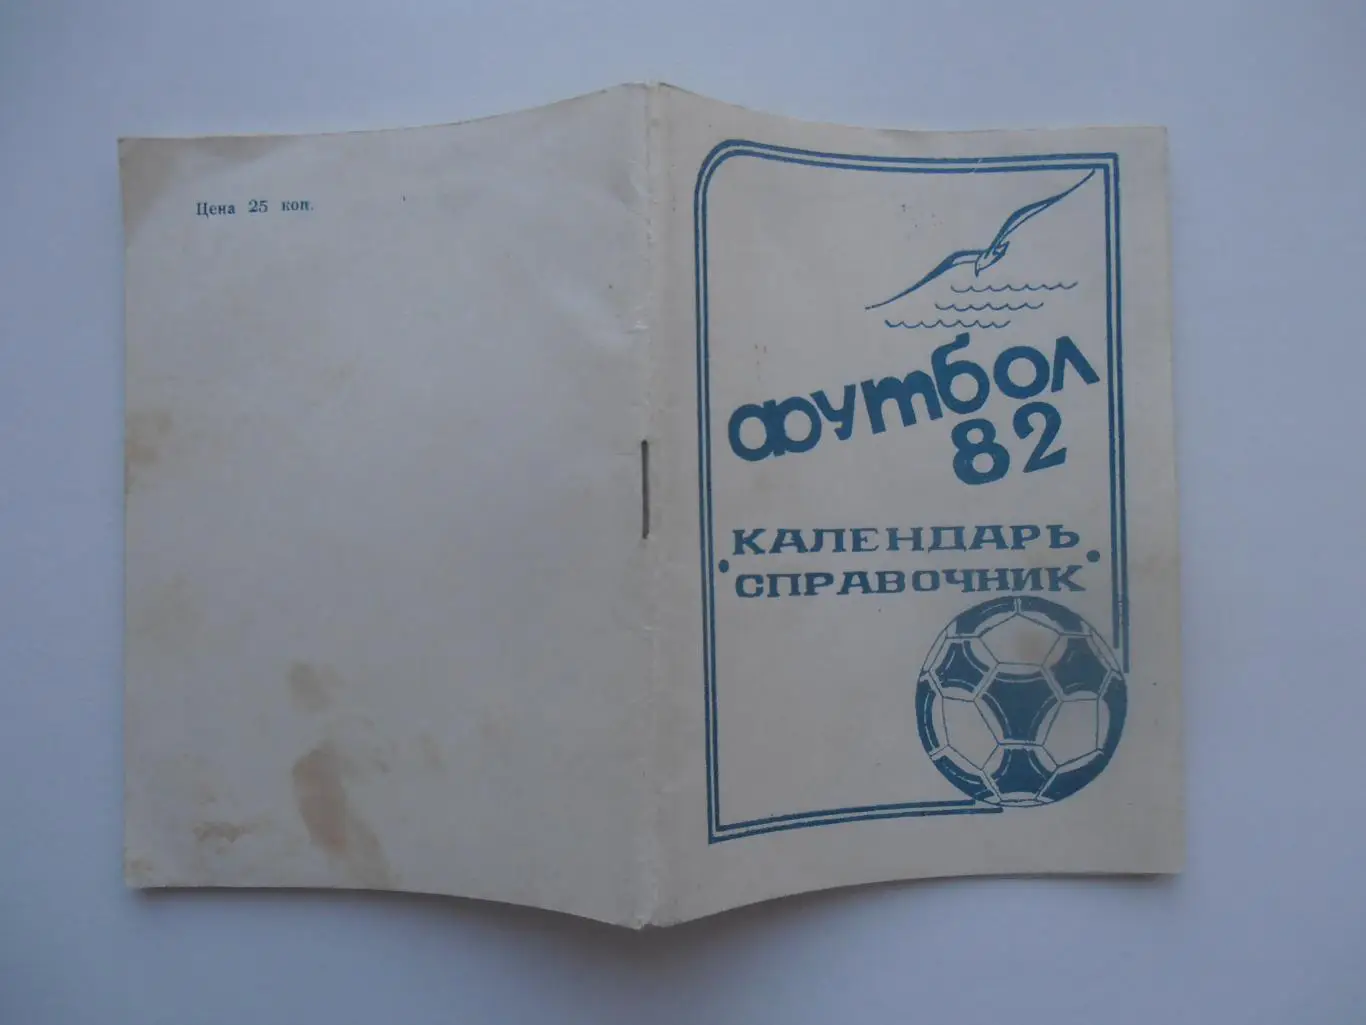 Цена 25 коп.
Футбол
82
КАЛЕНДАРЬ
СПРАВОЧНИК